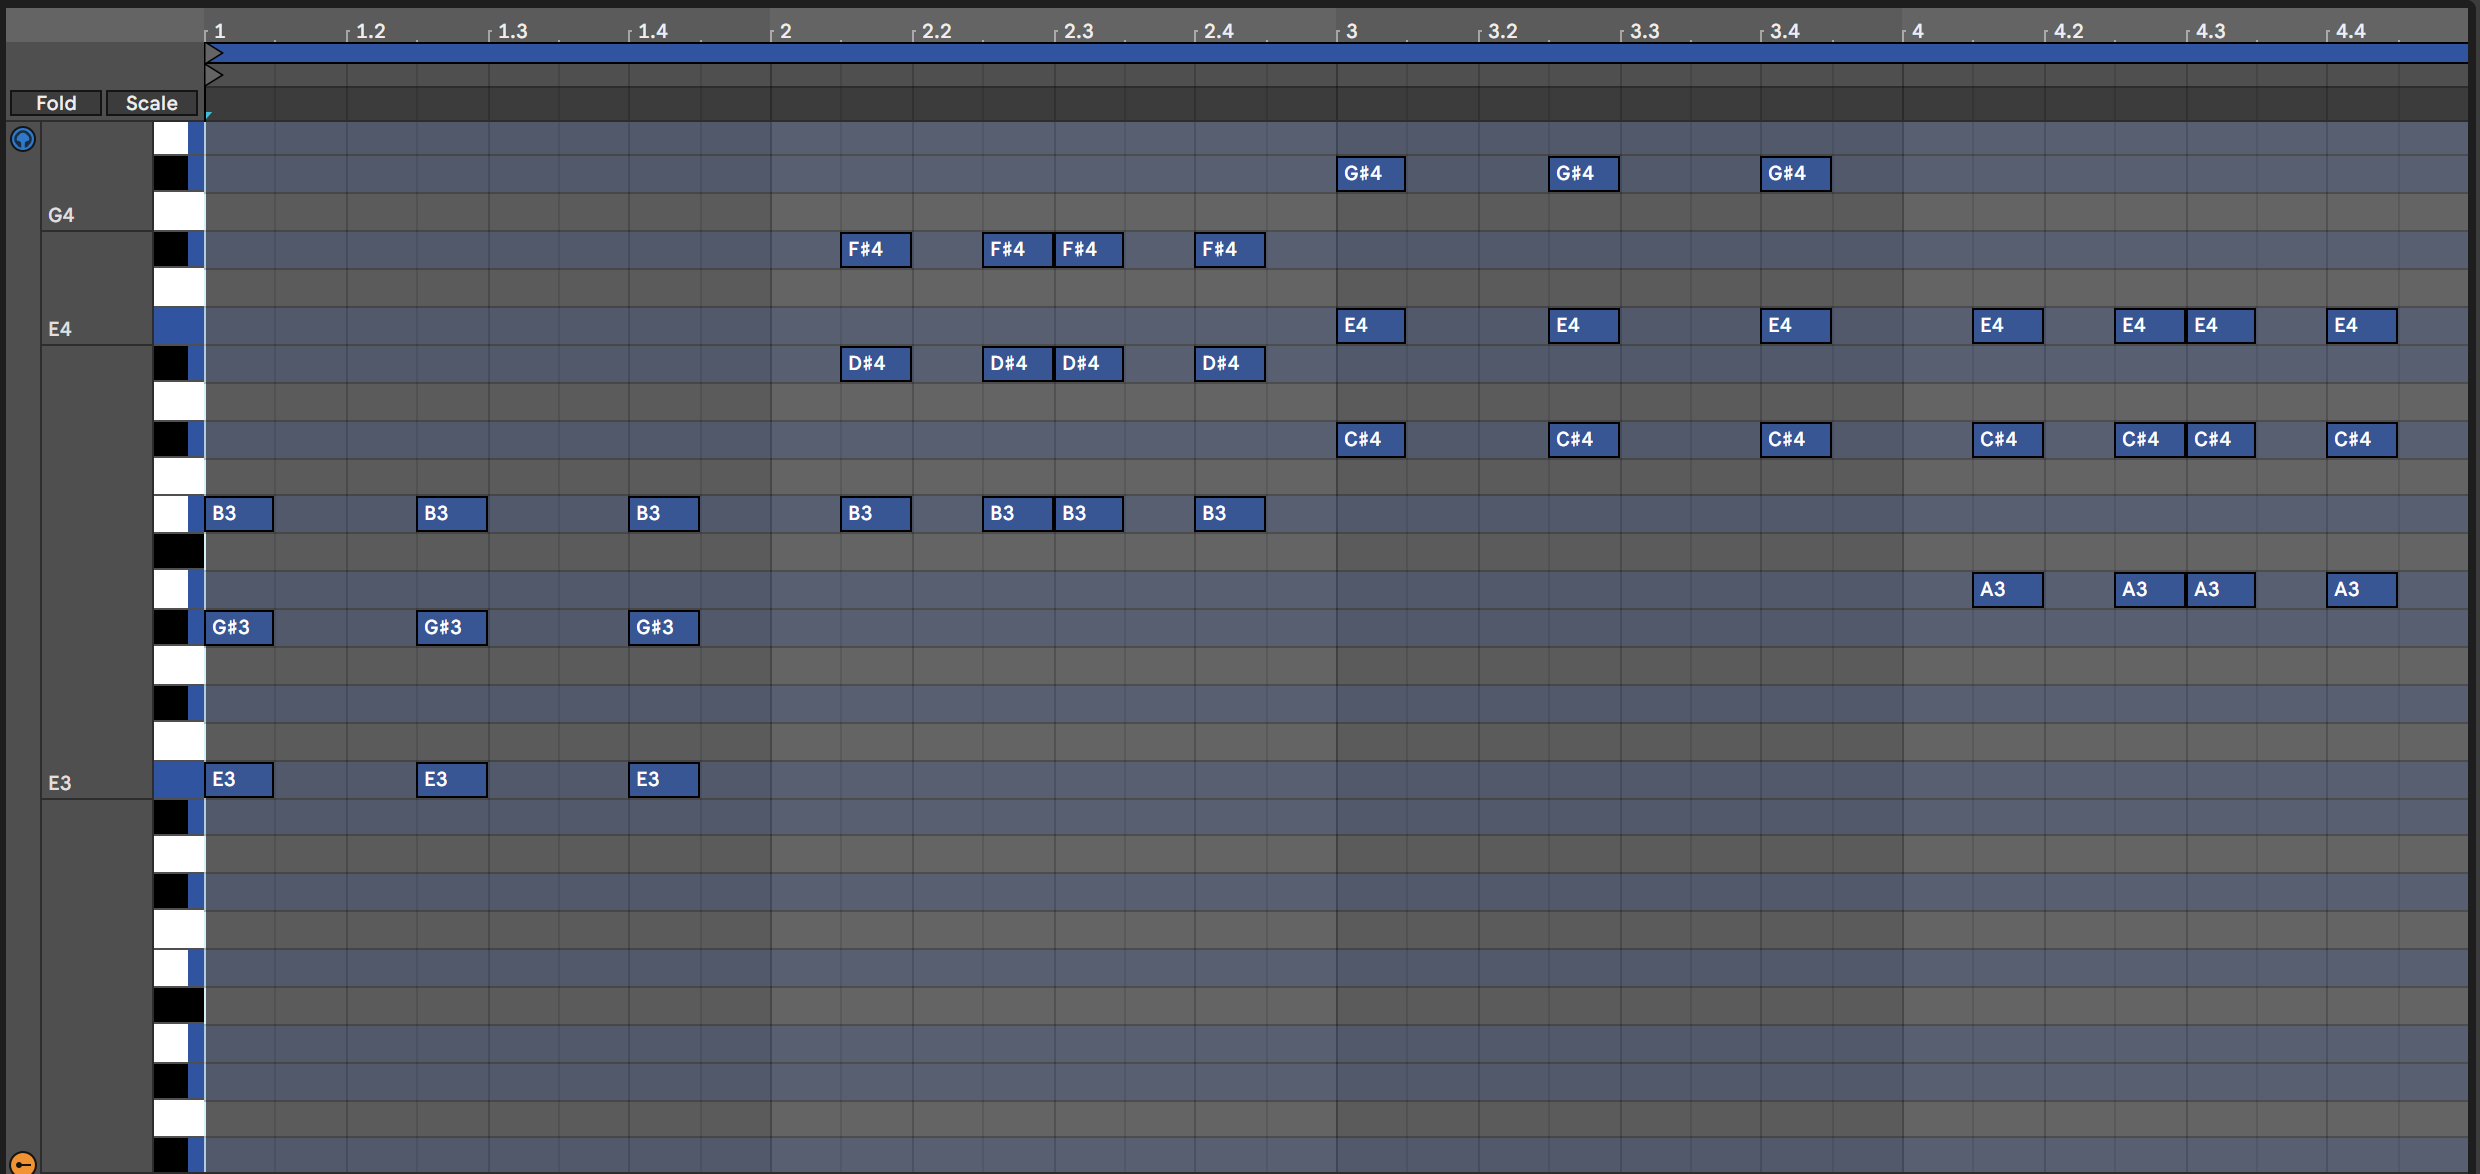 1 1.2 1.3 1.4 2 2.2 2.3 2.4 3 3.2 3.3 3.4 4 4.2 4.3 4.4
Fold Scale
G#4 G#4 G#4
G4
F#4 F#4 F#4 F#4
E4 E4 E4 E4 E4 E4 E4 E4
D#4 D#4 D#4 D#4
C#4 C#4 C#4 C#4 C#4 C#4 C#4
B3 B3 B3 B3 B3 B3 B3
A3 A3 A3 A3
G#3 G#3 G#3
E3 E3 E3 E3